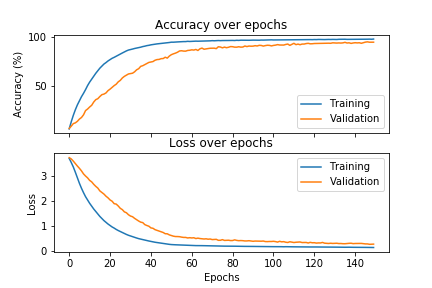 Accuracy over epochs
100
50
Accuracy (%)
Training
Validation
Loss over epochs
3
2
1
0
Loss
Training
Validation
0 20 40 60 80 100 120 140
Epochs